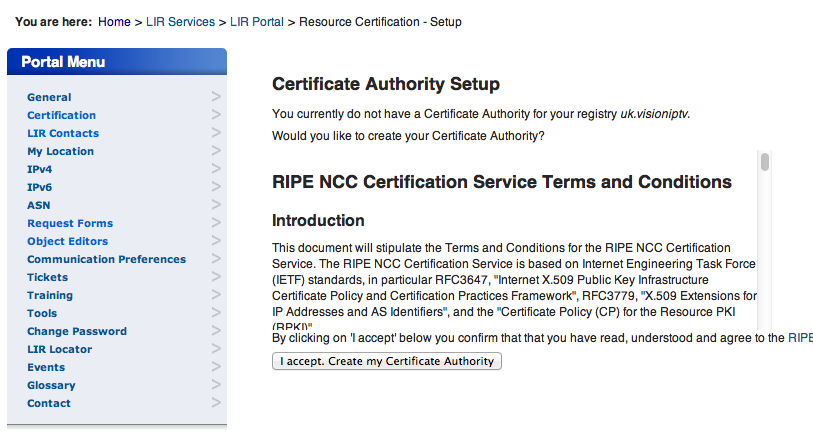 You are here: Home > LIR Services > LIR Portal > Resource Certification - Setup
Portal Menu
General
Certification
LIR Contacts
My Location
IPv4
IPv6
ASN
Request Forms
Object Editors
Communication Preferences
Tickets
Training
Tools
Change Password
LIR Locator
Events
Glossary
Contact
Certificate Authority Setup
You currently do not have a Certificate Authority for your registry uk.visioniptv.
Would you like to create your Certificate Authority?
RIPE NCC Certification Service Terms and Conditions
Introduction
This document will stipulate the Terms and Conditions for the RIPE NCC Certification
Service. The RIPE NCC Certification Service is based on Internet Engineering Task Force
(IETF) standards, in particular RFC3647, "Internet X.509 Public Key Infrastructure
Certificate Policy and Certification Practices Framework", RFC3779, "X.509 Extensions for
IP Addresses and AS Identifiers", and the "Certificate Policy (CP) for the Resource PKI
(RPKI)"
By clicking on 'I accept' below you confirm that that you have read, understood and agree to the RIPE
I accept. Create my Certificate Authority